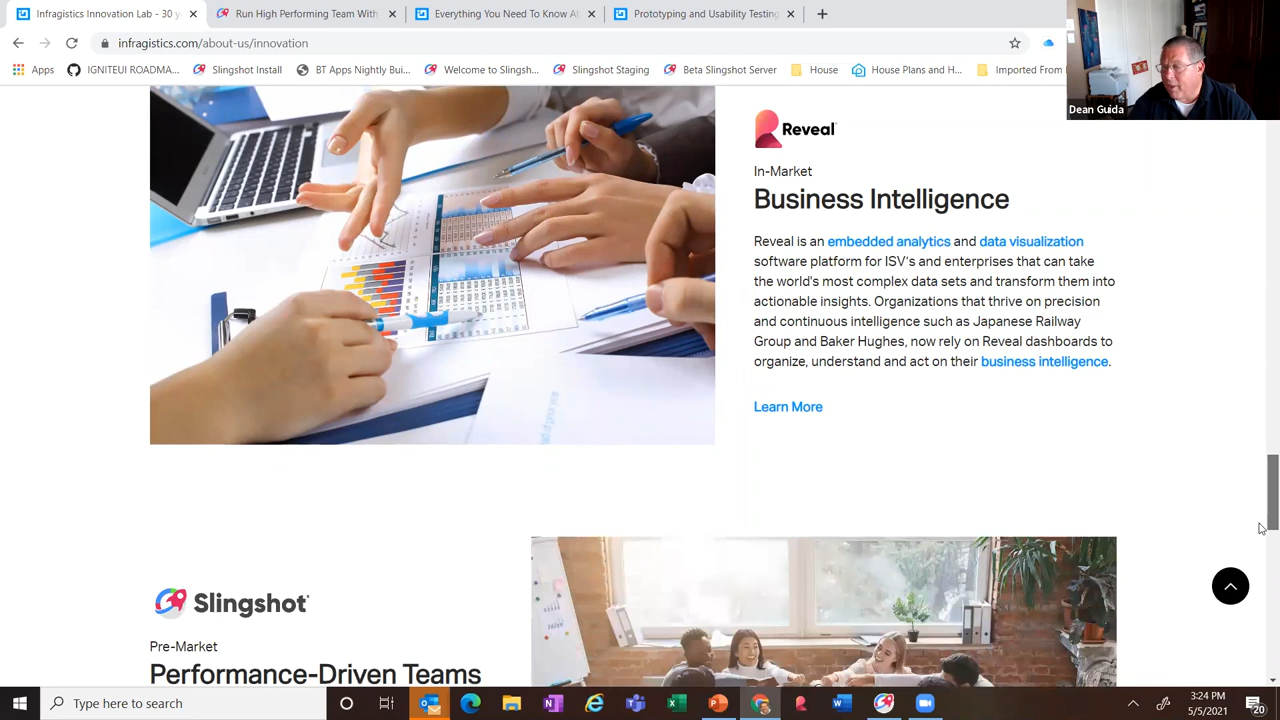 Infragistics Innovation Lab - 30 y
Run High Performing Team With
Everything You Need To Know A
Prototyping and Usability Testing
infragistics.com/about-us/innovation
Apps
IGNITEUI ROADMA...
Slingshot Install
BT Apps Nightly Bui...
Welcome to Slingsh...
Slingshot Staging
Beta Slingshot Server
House
House Plans and H...
Imported From
Dean Guida
Reveal
In-Market
Business Intelligence
Reveal is an embedded analytics and data visualization
software platform for ISV's and enterprises that can take
the world's most complex data sets and transform them into
actionable insights. Organizations that thrive on precision
and continuous intelligence such as Japanese Railway
Group and Baker Hughes, now rely on Reveal dashboards to
organize, understand and act on their business intelligence.
Learn More
Slingshot
Pre-Market
Performance-Driven Teams
Type here to search
3:24 PM
5/5/2021
20